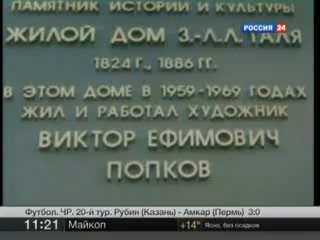 ПАМЯТНИК ИСТОРИИ И КУЛЬТУРЫ
РОССИЯ 24
ЖИЛОЙ ДОМ З.-Л.Л. ГАЛЯ
1824 Г., 1886 ГГ.
В ЭТОМ ДОМЕ В 1959-1969 ГОДАХ
ЖИЛ И РАБОТАЛ ХУДОЖНИК
ВИКТОР ЕФИМОВИЧ
ПОПКОВ
Футбол. ЧР. 20-й тур. Рубин (Казань) - Амкар (Пермь) 3:0
11:21 Майкоп +14° Ясно, без осадков